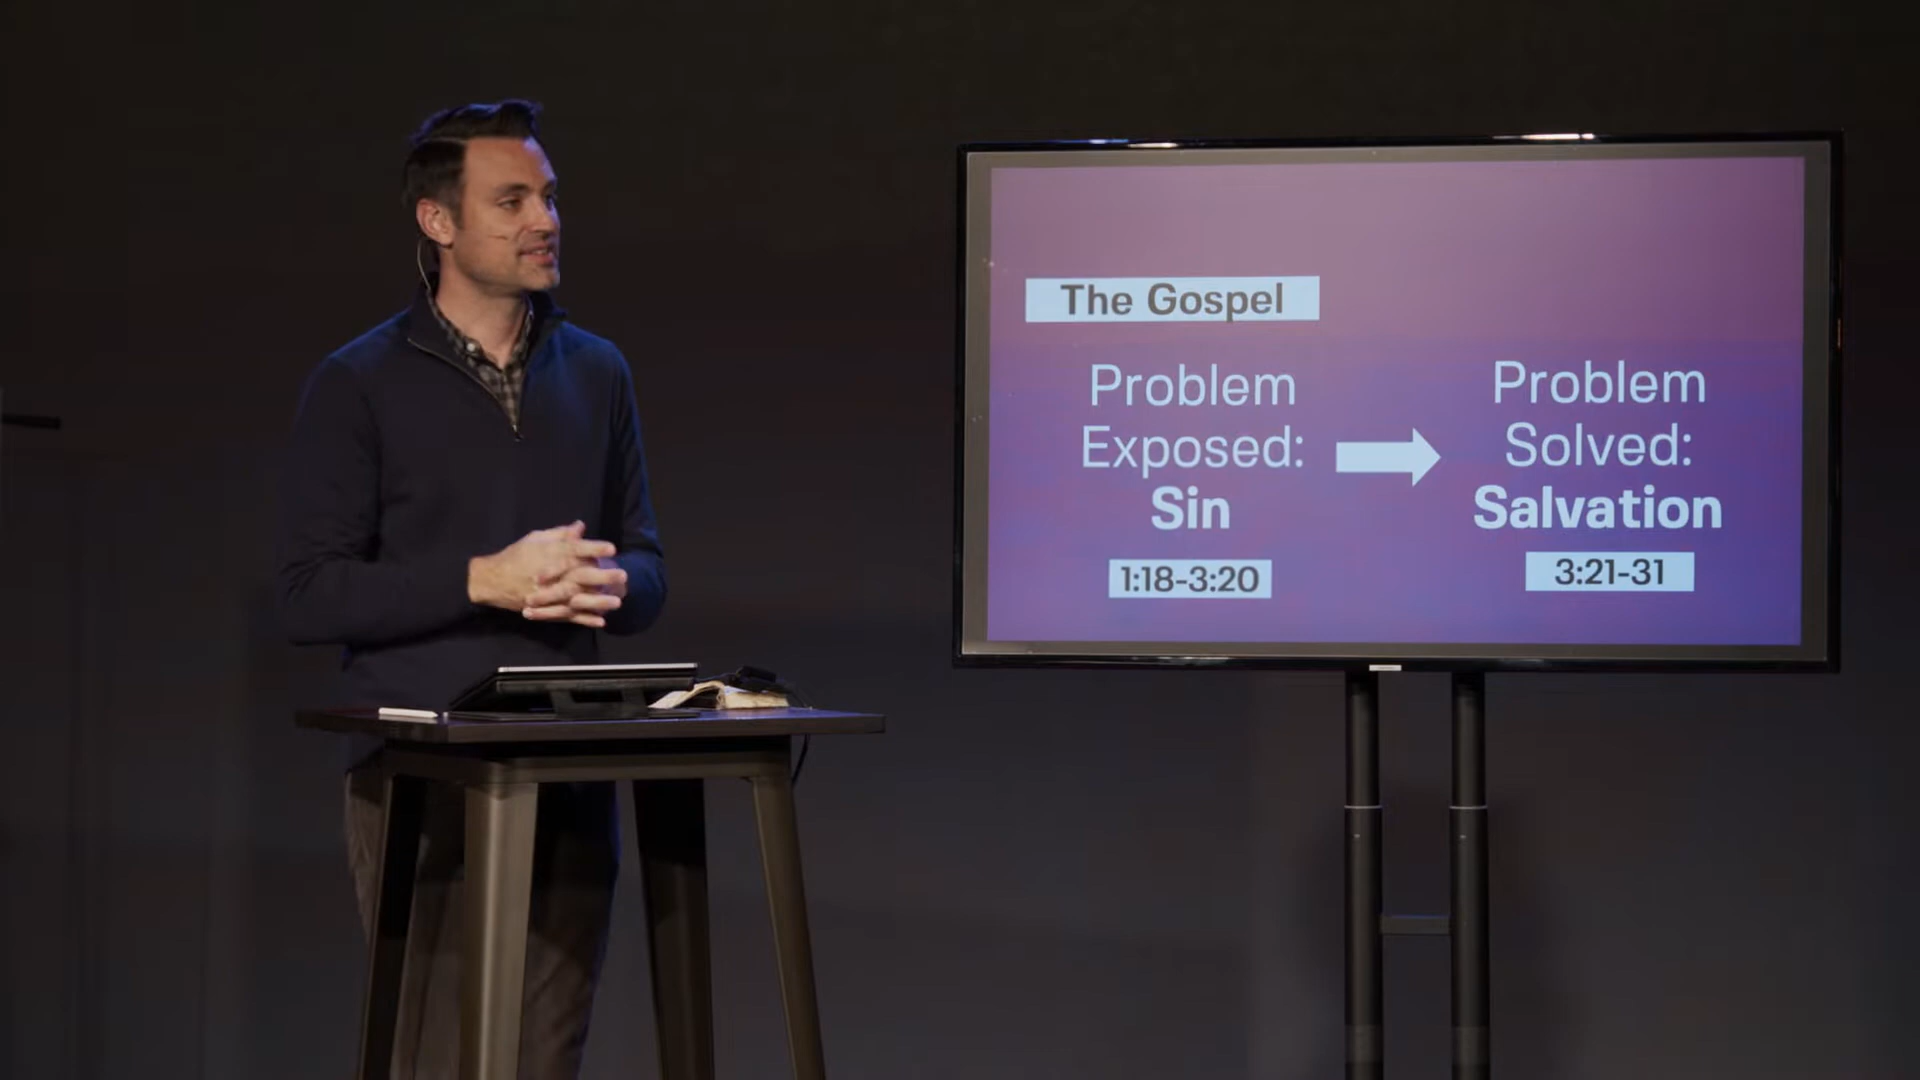 The Gospel
Problem
Exposed:
Sin
1:18-3:20
Problem
Solved:
Salvation
3:21-31